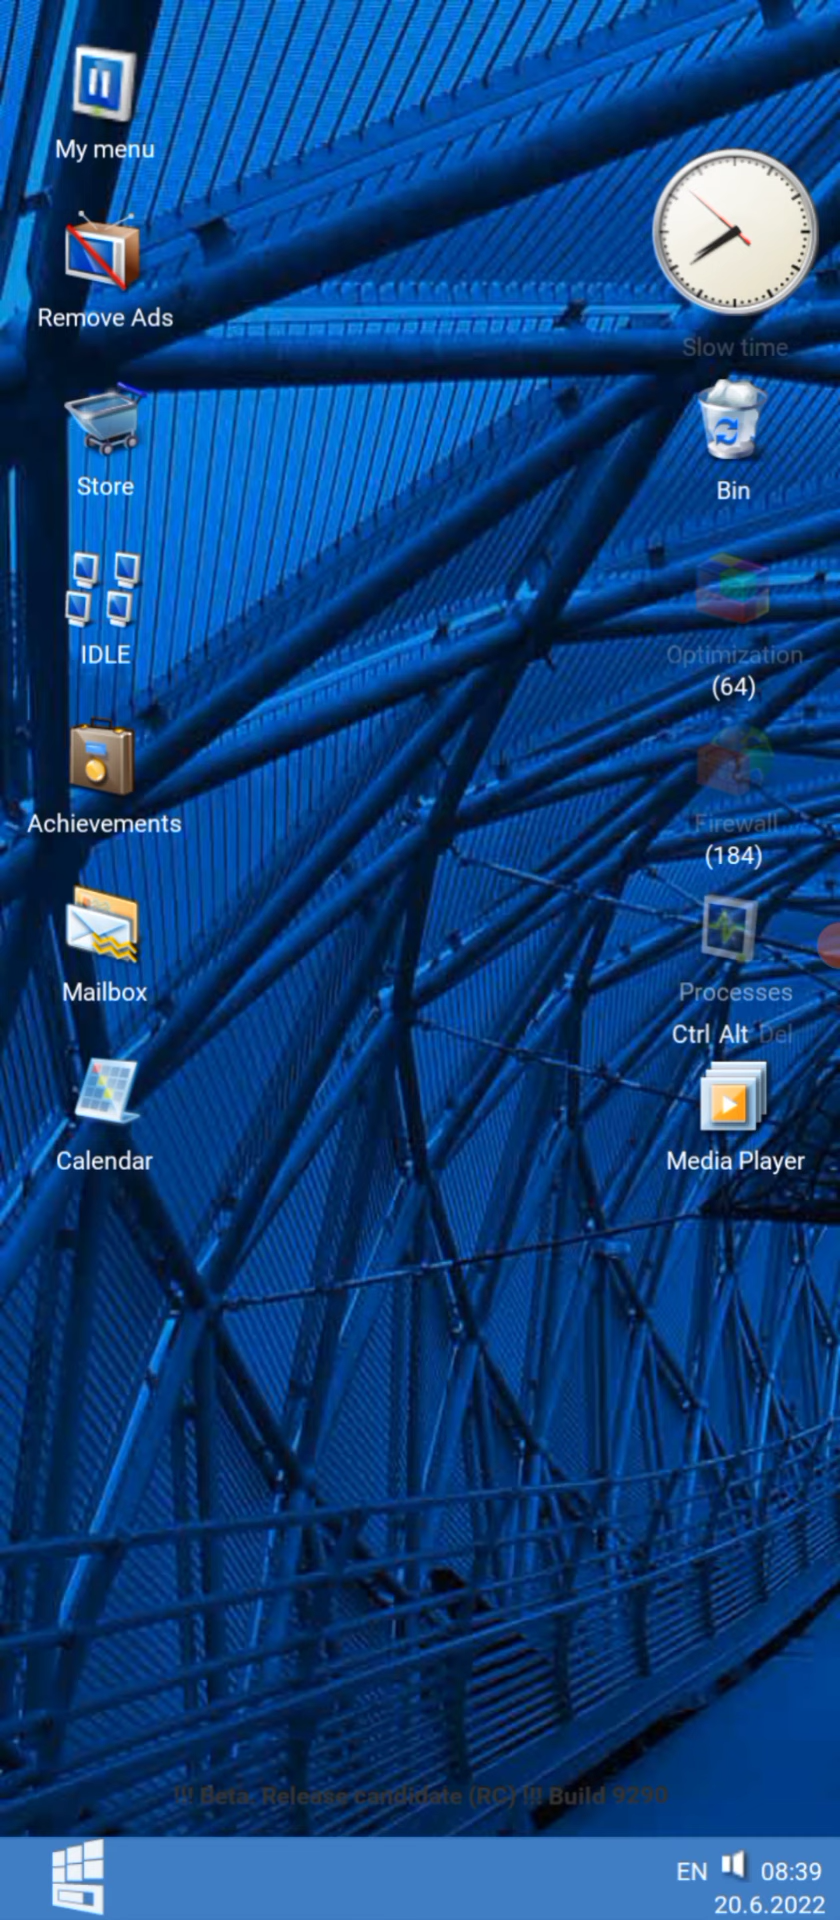 My menu
Remove Ads
Slow time
Store
Bin
IDLE
Optimization
(64)
Achievements
Firewall
(184)
Mailbox
Processes
Ctrl Alt Del
Calendar
Media Player
!!! Beta. Release candidate (RC) !!! Build 9290
EN 08:39
20.6.2022